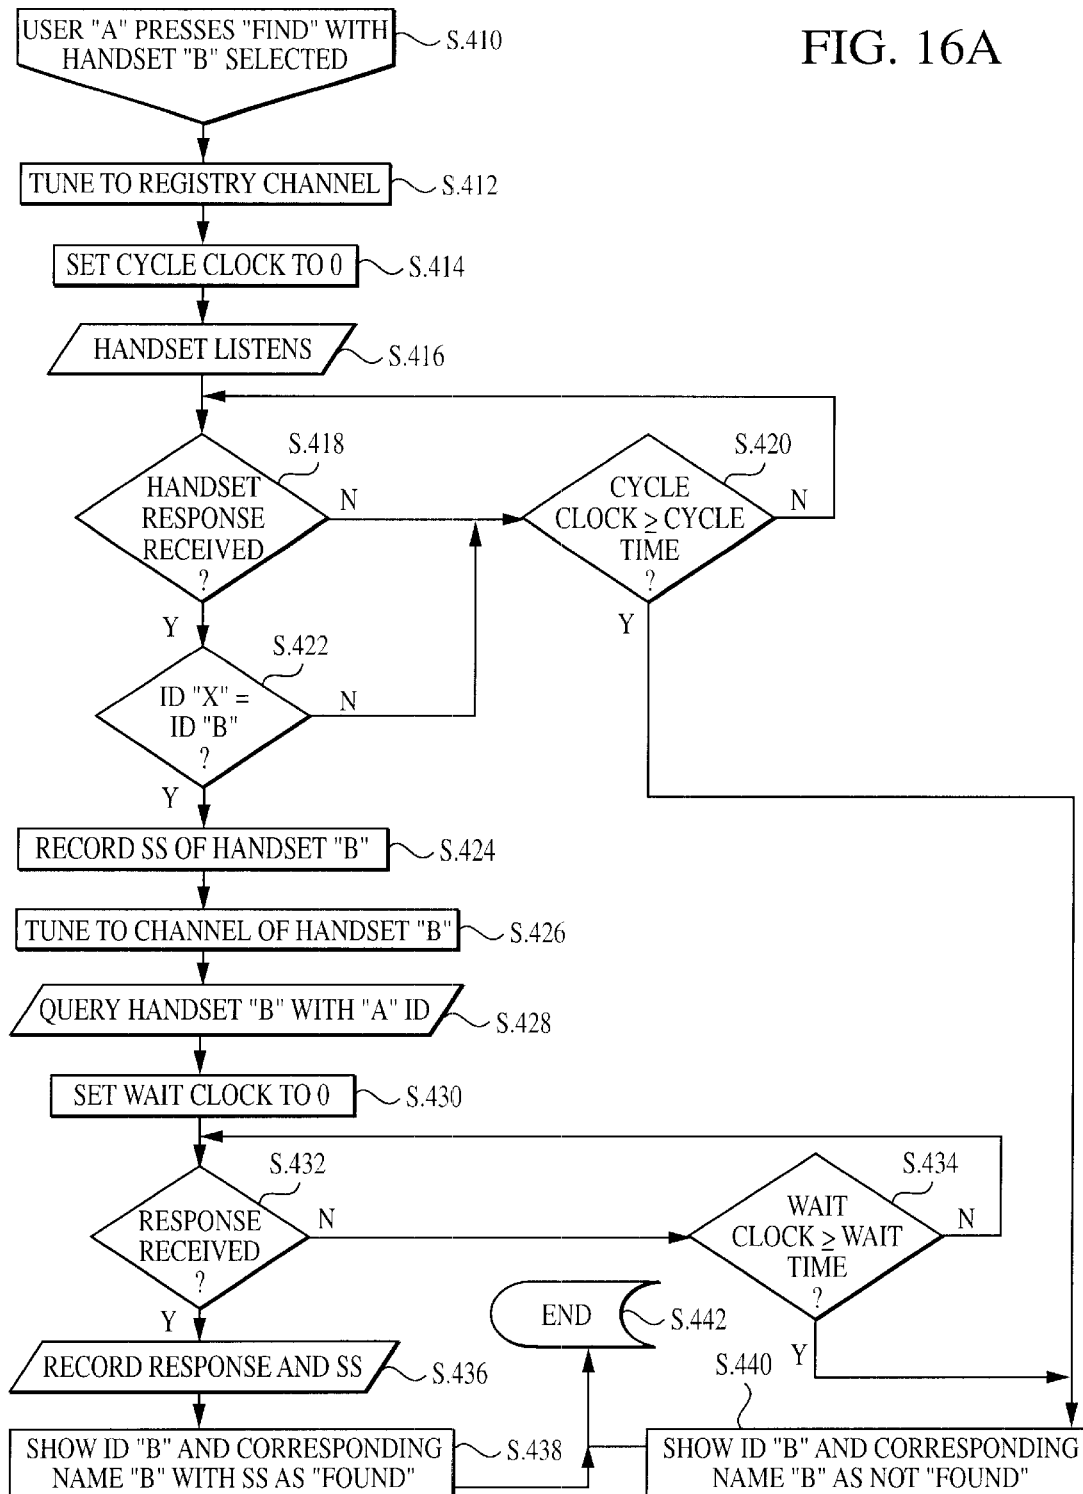 FIG. 16A
USER "A" PRESSES "FIND" WITH
HANDSET "B" SELECTED
S.410
TUNE TO REGISTRY CHANNEL
S.412
SET CYCLE CLOCK TO 0
S.414
HANDSET LISTENS
S.416
S.418
HANDSET
RESPONSE
RECEIVED
?
N
Y
S.420
CYCLE
CLOCK ≥ CYCLE
TIME
?
N
Y
S.422
ID "X" =
ID "B"
?
N
Y
RECORD SS OF HANDSET "B"
S.424
TUNE TO CHANNEL OF HANDSET "B"
S.426
QUERY HANDSET "B" WITH "A" ID
S.428
SET WAIT CLOCK TO 0
S.430
S.432
RESPONSE
RECEIVED
?
N
Y
S.434
WAIT
CLOCK ≥ WAIT
TIME
?
N
Y
END
S.442
RECORD RESPONSE AND SS
S.436
S.440
SHOW ID "B" AND CORRESPONDING
NAME "B" WITH SS AS "FOUND"
S.438
SHOW ID "B" AND CORRESPONDING
NAME "B" AS NOT "FOUND"